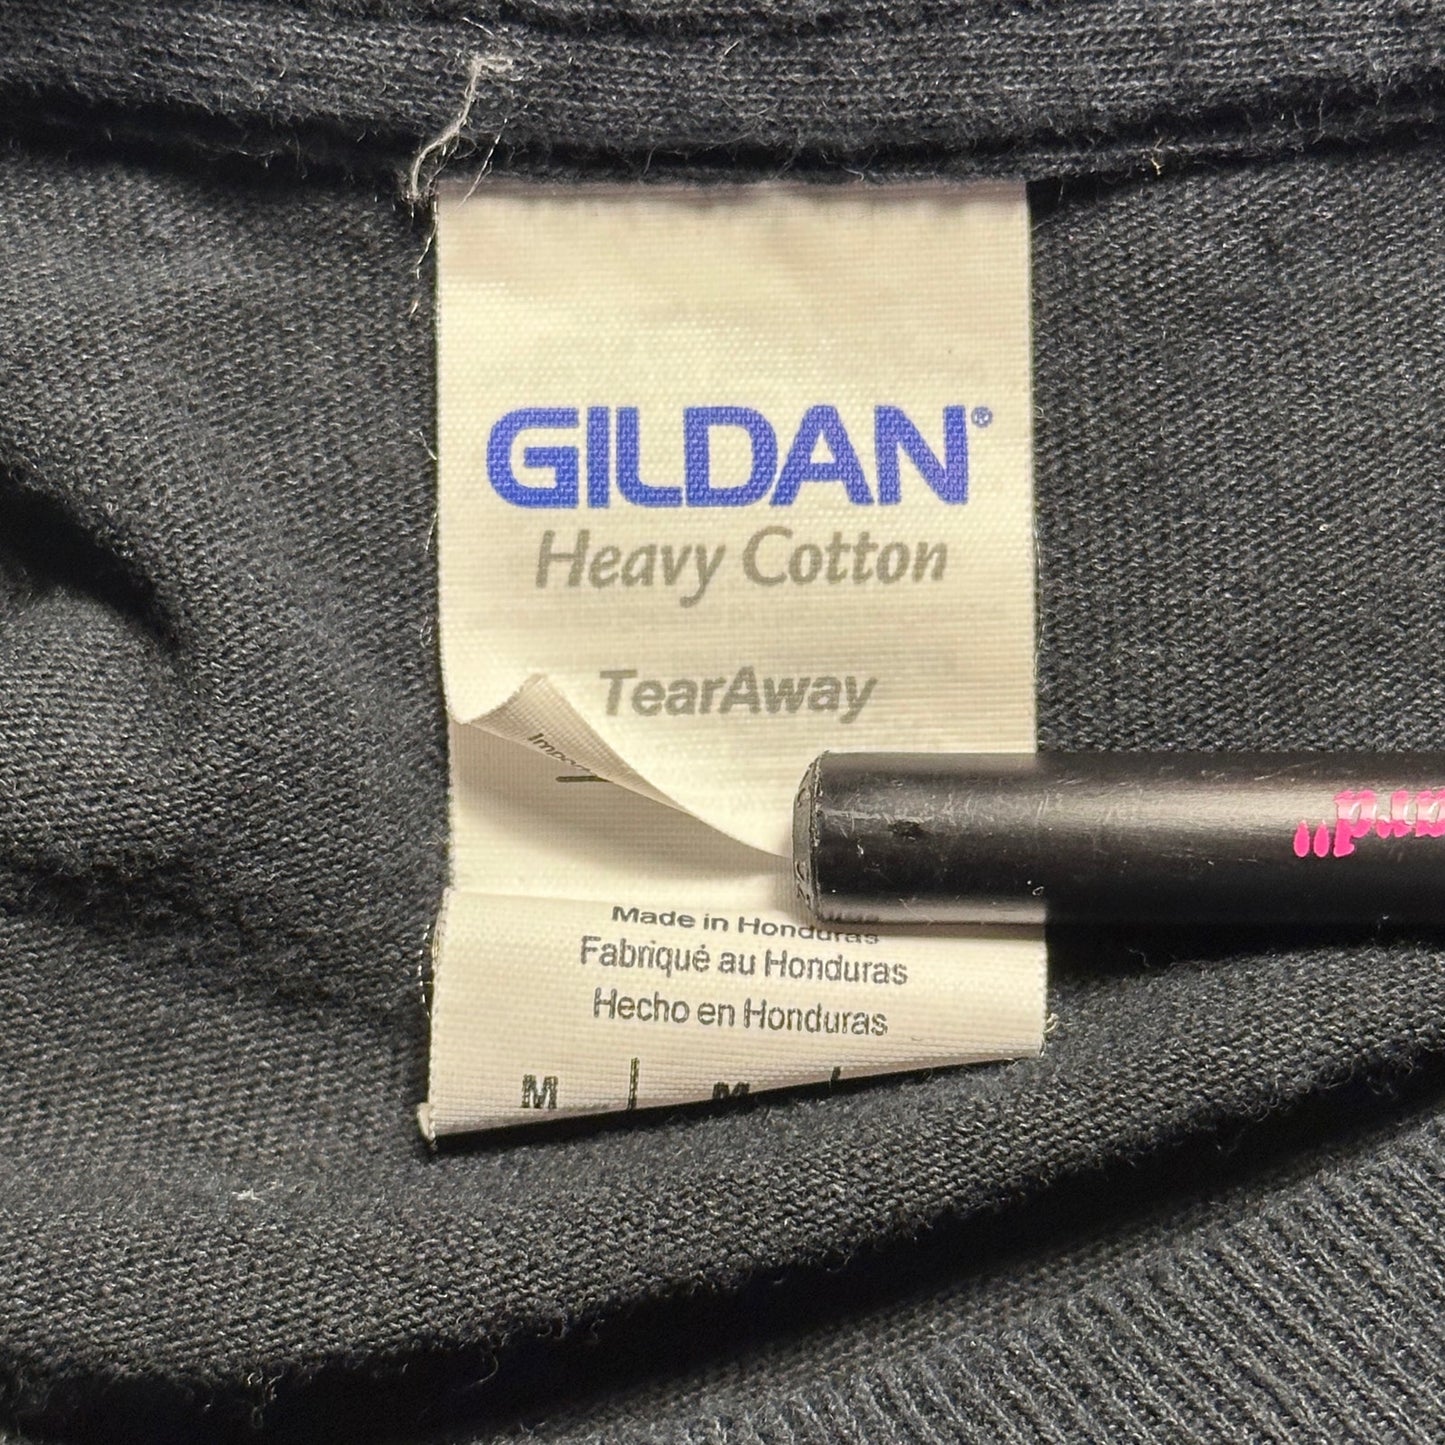 GILDAN®
Heavy Cotton
TearAway
Made in Honduras
Fabriqué au Honduras
Hecho en Honduras
M | M